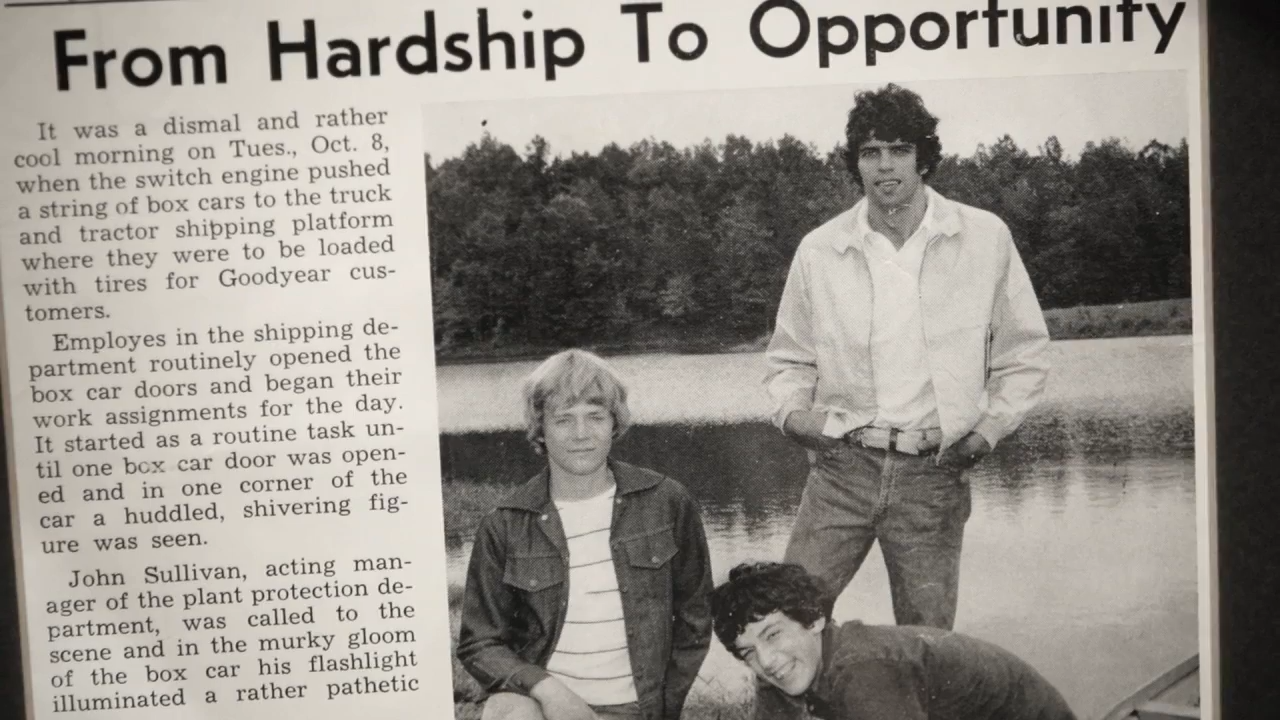 From Hardship To Opportunity
It was a dismal and rather
cool morning on Tues., Oct. 8,
when the switch engine pushed
a string of box cars to the truck
and tractor shipping platform
where they were to be loaded
with tires for Goodyear cus-
tomers.
Employes in the shipping de-
partment routinely opened the
box car doors and began their
work assignments for the day.
It started as a routine task un-
til one box car door was open-
ed and in one corner of the
car a huddled, shivering fig-
ure was seen.
John Sullivan, acting man-
ager of the plant protection de-
partment, was called to the
scene and in the murky gloom
of the box car his flashlight
illuminated a rather pathetic